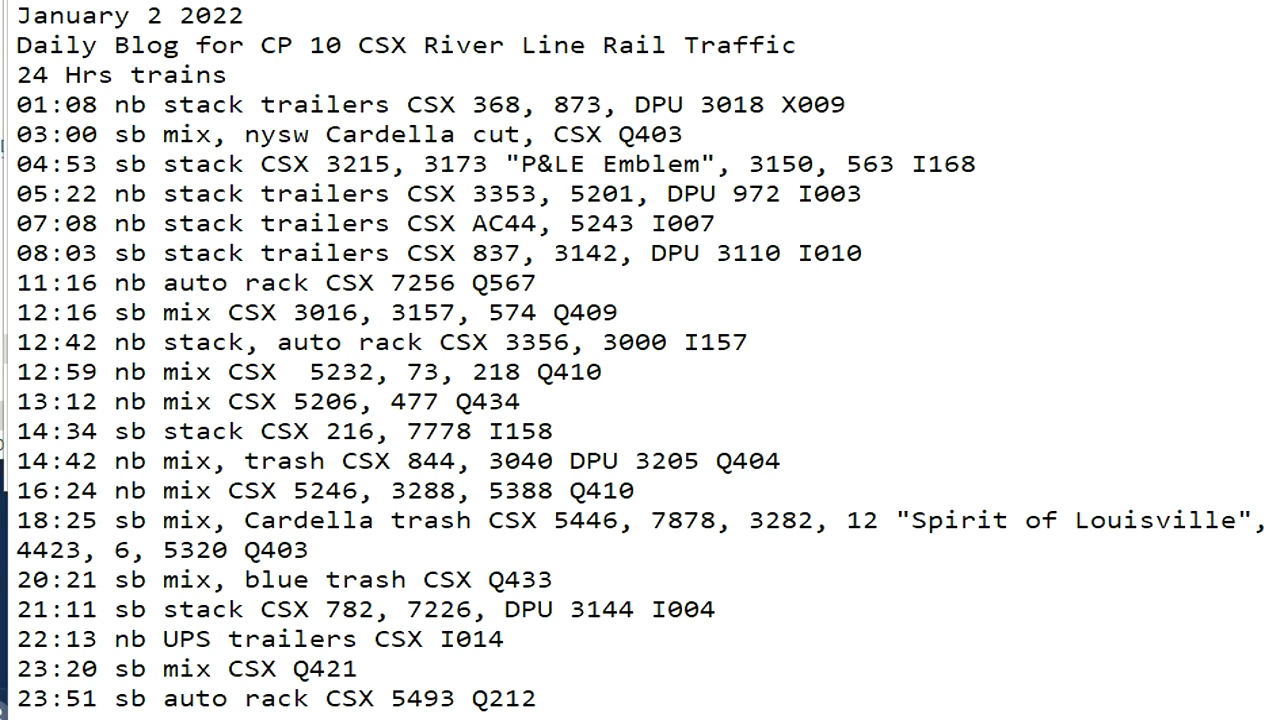 January 2 2022
Daily Blog for CP 10 CSX River Line Rail Traffic
24 Hrs trains
01:08 nb stack trailers CSX 368, 873, DPU 3018 X009
03:00 sb mix, nysw Cardella cut, CSX Q403
04:53 sb stack CSX 3215, 3173 "P&LE Emblem", 3150, 563 I168
05:22 nb stack trailers CSX 3353, 5201, DPU 972 I003
07:08 nb stack trailers CSX AC44, 5243 I007
08:03 sb stack trailers CSX 837, 3142, DPU 3110 I010
11:16 nb auto rack CSX 7256 Q567
12:16 sb mix CSX 3016, 3157, 574 Q409
12:42 nb stack, auto rack CSX 3356, 3000 I157
12:59 nb mix CSX  5232, 73, 218 Q410
13:12 nb mix CSX 5206, 477 Q434
14:34 sb stack CSX 216, 7778 I158
14:42 nb mix, trash CSX 844, 3040 DPU 3205 Q404
16:24 nb mix CSX 5246, 3288, 5388 Q410
18:25 sb mix, Cardella trash CSX 5446, 7878, 3282, 12 "Spirit of Louisville",
4423, 6, 5320 Q403
20:21 sb mix, blue trash CSX Q433
21:11 sb stack CSX 782, 7226, DPU 3144 I004
22:13 nb UPS trailers CSX I014
23:20 sb mix CSX Q421
23:51 sb auto rack CSX 5493 Q212